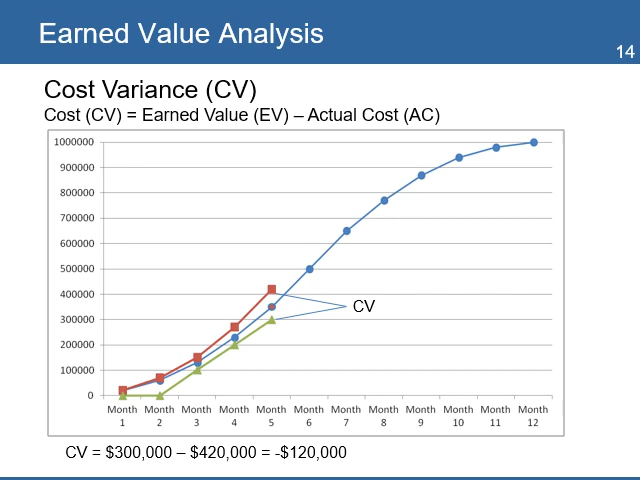 Earned Value Analysis
14
Cost Variance (CV)
Cost (CV) = Earned Value (EV) – Actual Cost (AC)
1000000
900000
800000
700000
600000
500000
400000
300000
200000
100000
0
CV
Month 1
Month 2
Month 3
Month 4
Month 5
Month 6
Month 7
Month 8
Month 9
Month 10
Month 11
Month 12
CV = $300,000 – $420,000 = -$120,000